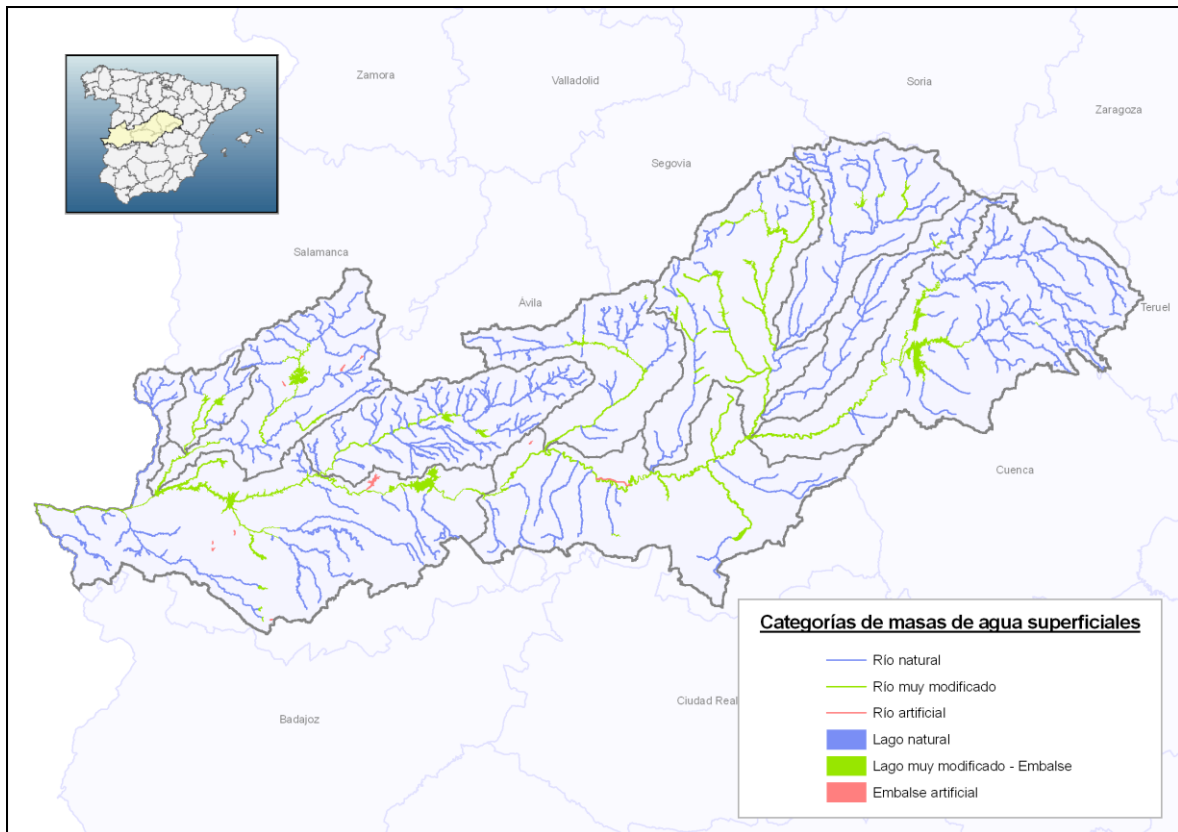 Zamora
Valladolid
Soria
Zaragoza
Segovia
Salamanca
Ávila
Teruel
Cuenca
Ciudad Real
Badajoz
Categorías de masas de agua superficiales
Río natural
Río muy modificado
Río artificial
Lago natural
Lago muy modificado - Embalse
Embalse artificial